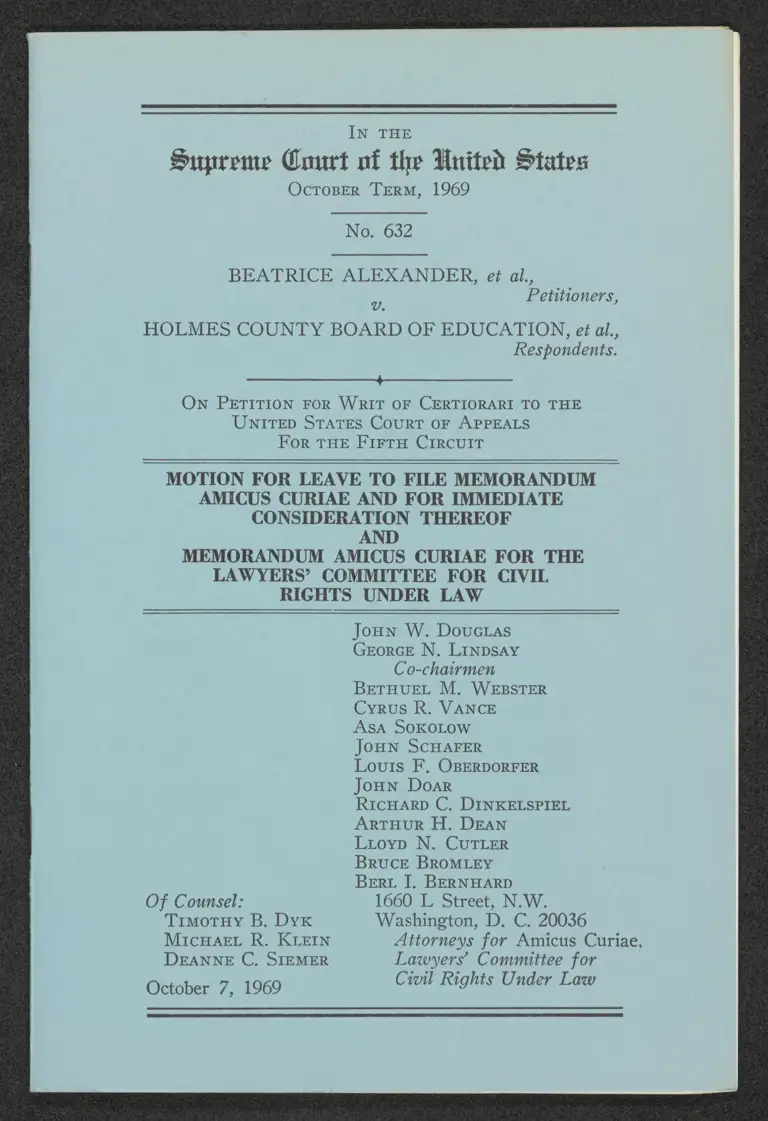 IN THE
Supreme Court of the United States
OCTOBER TERM, 1969
No. 632
BEATRICE ALEXANDER, et al.,
Petitioners,
v.
HOLMES COUNTY BOARD OF EDUCATION, et al.,
Respondents.
ON PETITION FOR WRIT OF CERTIORARI TO THE
UNITED STATES COURT OF APPEALS
FOR THE FIFTH CIRCUIT
MOTION FOR LEAVE TO FILE MEMORANDUM
AMICUS CURIAE AND FOR IMMEDIATE
CONSIDERATION THEREOF
AND
MEMORANDUM AMICUS CURIAE FOR THE
LAWYERS' COMMITTEE FOR CIVIL
RIGHTS UNDER LAW
JOHN W. DOUGLAS
GEORGE N. LINDSAY
Co-chairmen
BETHUEL M. WEBSTER
CYRUS R. VANCE
ASA SOKOLOW
JOHN SCHAFER
LOUIS F. OBERDORFER
JOHN DOAR
RICHARD C. DINKELSPIEL
ARTHUR H. DEAN
LLOYD N. CUTLER
BRUCE BROMLEY
BERL I. BERNHARD
1660 L Street, N.W.
Washington, D. C. 20036
Attorneys for Amicus Curiae,
Lawyers' Committee for
Civil Rights Under Law
Of Counsel:
TIMOTHY B. DYK
MICHAEL R. KLEIN
DEANNE C. SIEMER
October 7, 1969